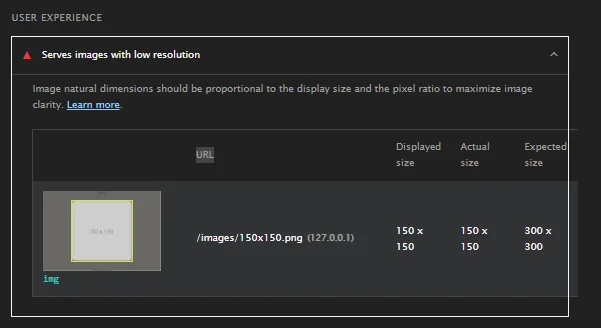 USER EXPERIENCE
Serves images with low resolution
Image natural dimensions should be proportional to the display size and the pixel ratio to maximize image
clarity. Learn more.
URL
Displayed size
Actual size
Expected size
150x150
img
/images/150x150.png (127.0.0.1)
150 x 150
150 x 150
300 x 300